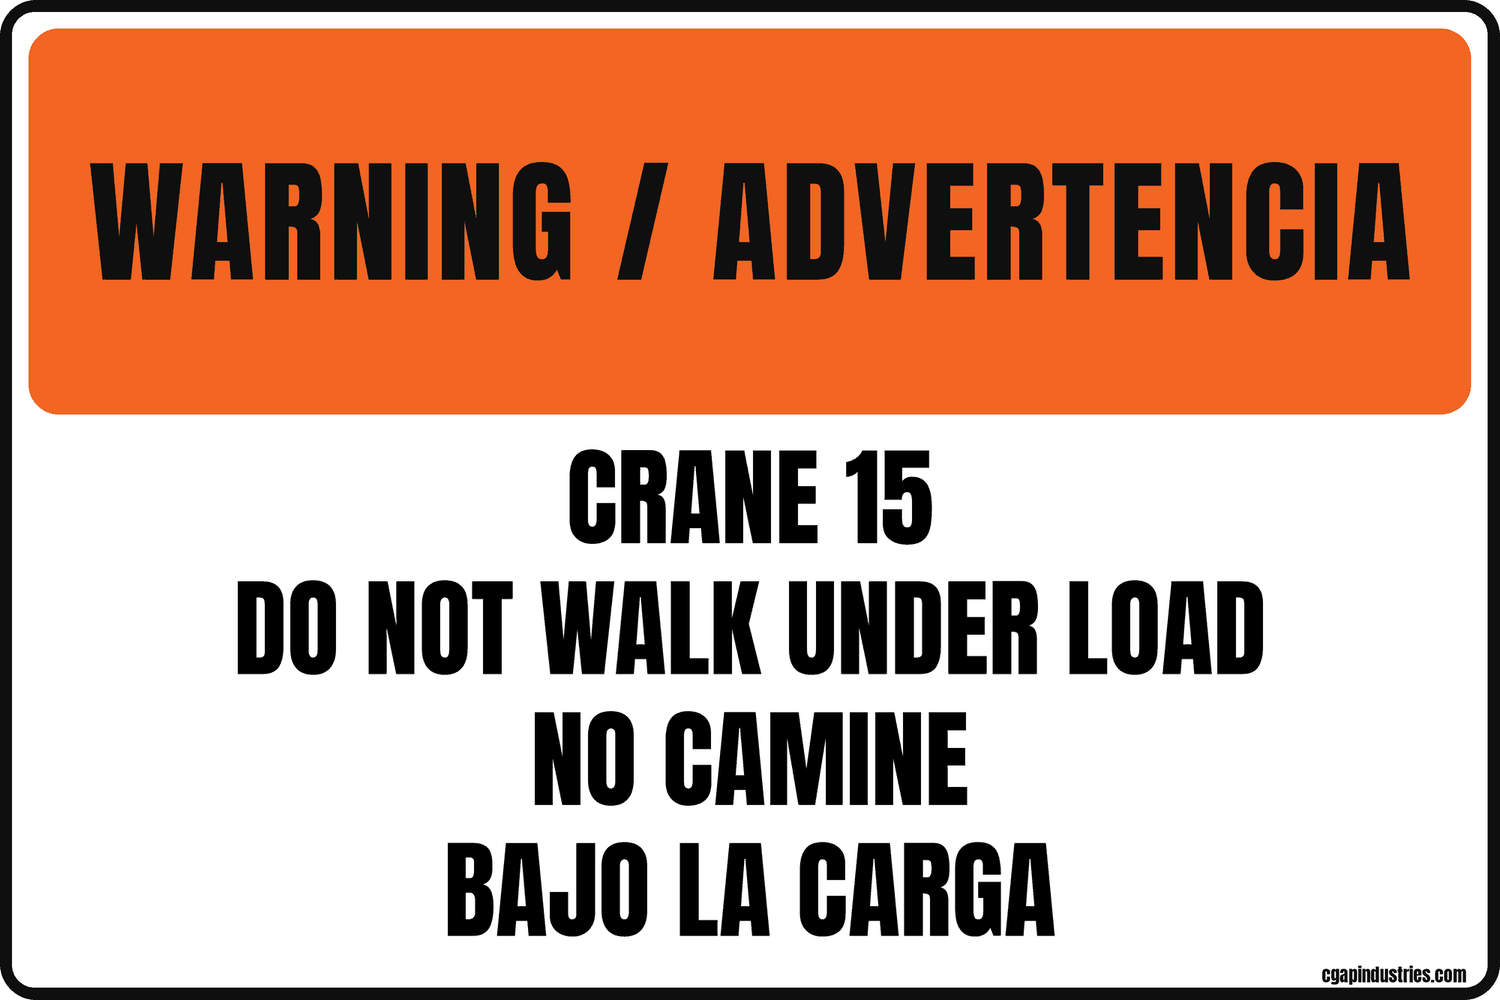 WARNING / ADVERTENCIA
CRANE 15
DO NOT WALK UNDER LOAD
NO CAMINE
BAJO LA CARGA
cgapindustries.com